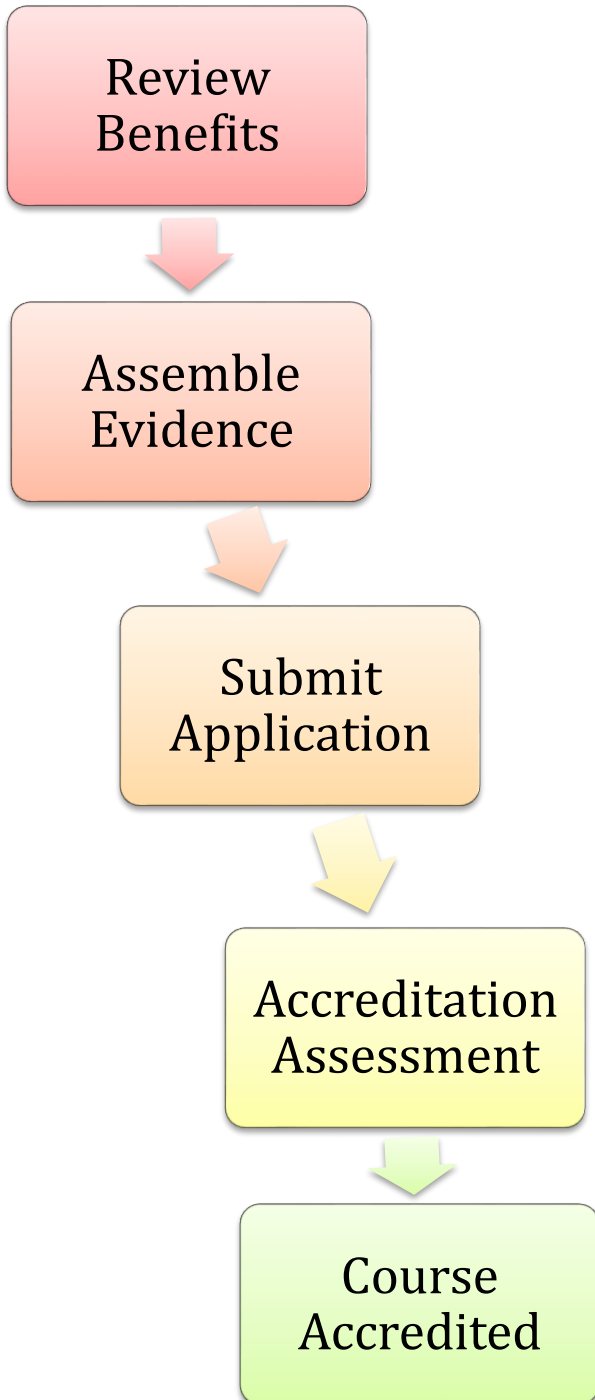 Review
Benefits
Assemble
Evidence
Submit
Application
Accreditation
Assessment
Course
Accredited